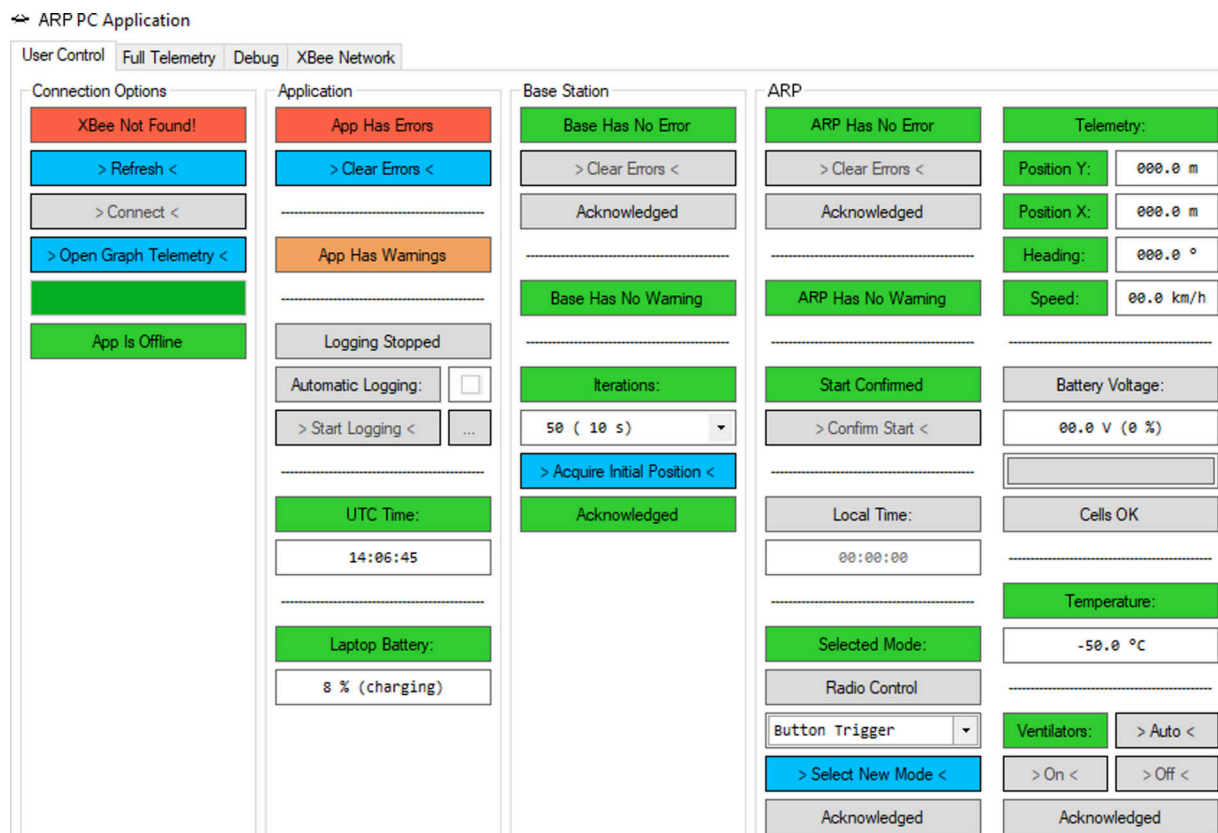 ARP PC Application
User Control Full Telemetry Debug XBee Network
Connection Options
XBee Not Found!
> Refresh <
> Connect <
> Open Graph Telemetry <
App Is Offline
Application
App Has Errors
> Clear Errors <
App Has Warnings
Logging Stopped
Automatic Logging:
> Start Logging < ...
UTC Time:
14:06:45
Laptop Battery:
8 % (charging)
Base Station
Base Has No Error
> Clear Errors <
Acknowledged
Base Has No Warning
Iterations:
50 ( 10 s)
> Acquire Initial Position <
Acknowledged
ARP
ARP Has No Error
> Clear Errors <
Acknowledged
ARP Has No Warning
Start Confirmed
> Confirm Start <
Local Time:
00:00:00
Selected Mode:
Radio Control
Button Trigger
> Select New Mode <
Acknowledged
Telemetry:
Position Y: 000.0 m
Position X: 000.0 m
Heading: 000.0 °
Speed: 00.0 km/h
Battery Voltage:
00.0 V (0 %)
Cells OK
Temperature:
-50.0 °C
Ventilators: > Auto <
> On < > Off <
Acknowledged